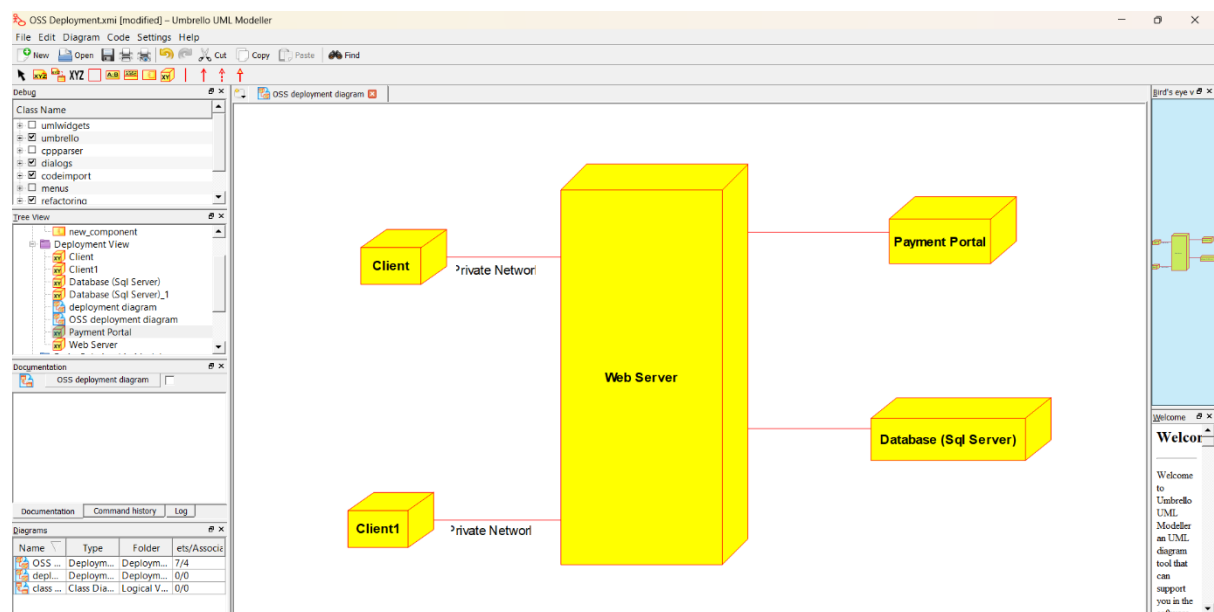 OSS Deployment.xmi [modified] – Umbrello UML Modeller
File Edit Diagram Code Settings Help
New Open Cut Copy Paste Find
XYZ A:B
Debug
Class Name
umlwidgets
umbrello
cppparser
dialogs
codeimport
menus
refactoring
Tree View
new_component
Deployment View
Client
Client1
Database (Sql Server)
Database (Sql Server)_1
deployment diagram
OSS deployment diagram
Payment Portal
Web Server
Documentation
OSS deployment diagram
Documentation Command history Log
Diagrams
Name Type Folder ets/Associa
OSS ... Deploym... Deploym... 7/4
depl... Deploym... Deploym... 0/0
class ... Class Dia... Logical V... 0/0
OSS deployment diagram
Client
Private Networ
Payment Portal
Web Server
Database (Sql Server)
Client1
Private Networ
Bird's eye v
Welcome
Welcor
Welcome
to
Umbrello
UML
Modeller
an UML
diagram
tool that
can
support
you in the